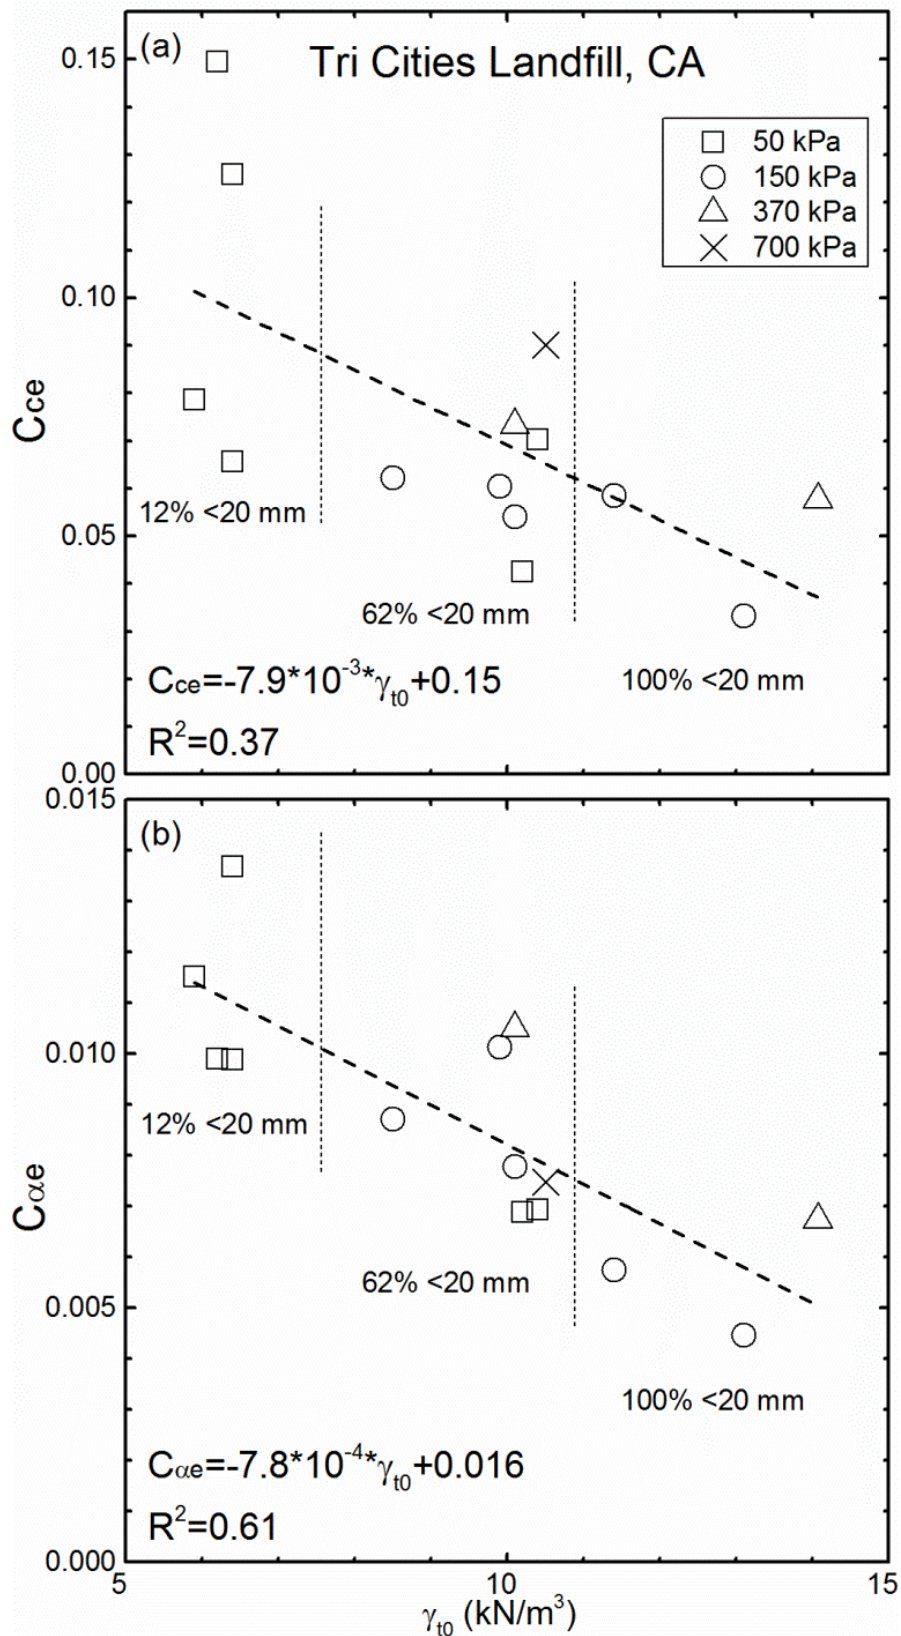 (a)
Tri Cities Landfill, CA
50 kPa
150 kPa
370 kPa
700 kPa
0.15
0.10
0.05
0.00
Cce
12% <20 mm
62% <20 mm
100% <20 mm
Cce=-7.9*10⁻³*γt0+0.15
R²=0.37
(b)
0.015
0.010
0.005
0.000
Cαe
12% <20 mm
62% <20 mm
100% <20 mm
Cαe=-7.8*10⁻⁴*γt0+0.016
R²=0.61
5
10
15
γt0 (kN/m³)